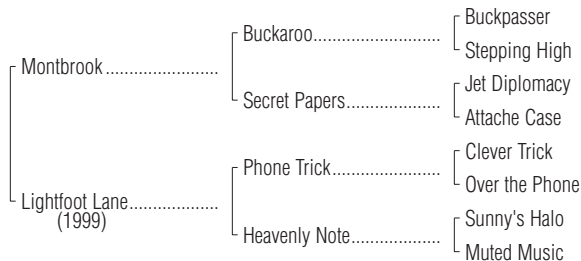 Buckpasser
Buckaroo...........................
Stepping High
Montbrook........................
Jet Diplomacy
Secret Papers....................
Attache Case
Clever Trick
Phone Trick.......................
Over the Phone
Lightfoot Lane...................
(1999)
Sunny's Halo
Heavenly Note...................
Muted Music